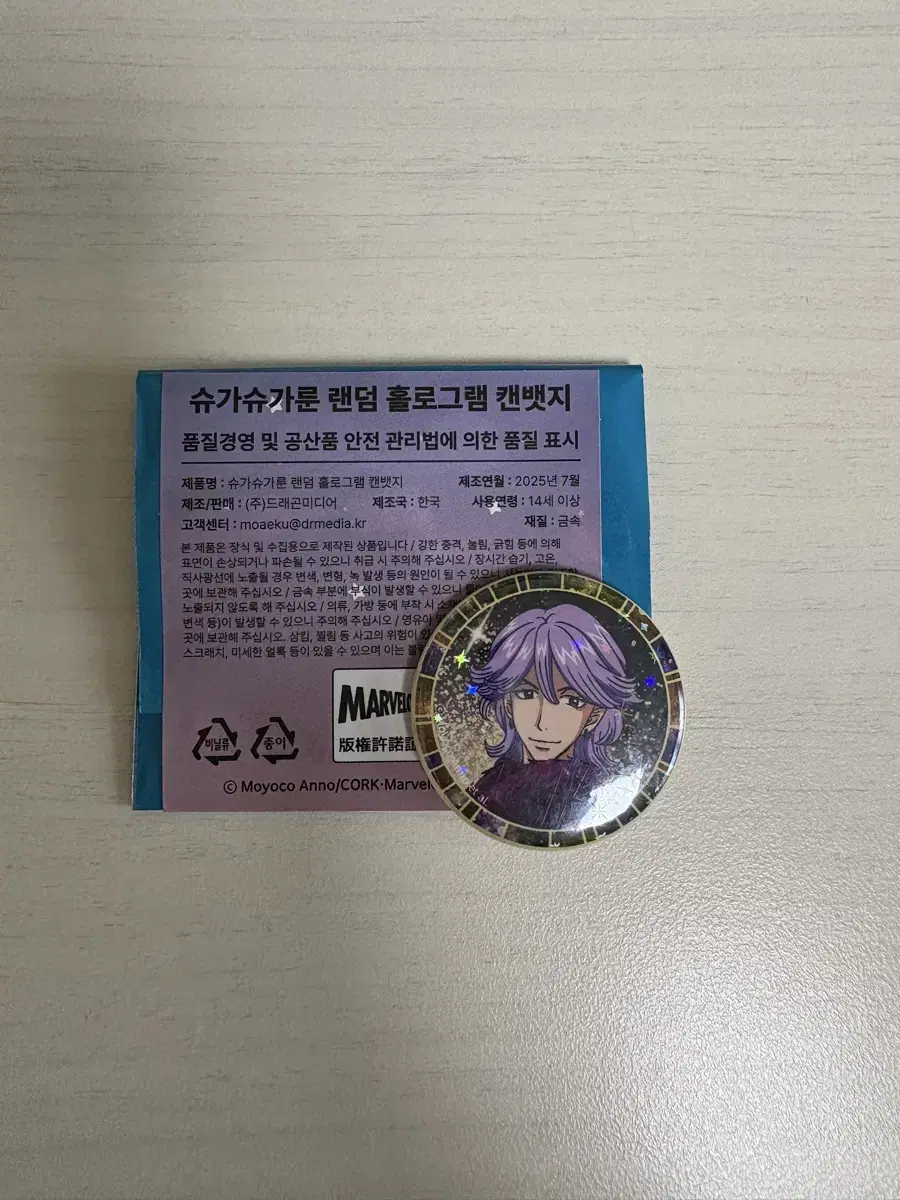 슈가슈가룬 랜덤 홀로그램 캔뱃지
품질경영 및 공산품 안전 관리법에 의한 품질 표시
제품명 : 슈가슈가룬 랜덤 홀로그램 캔뱃지 제조연월 : 2025년 7월
제조/판매 : (주)드래곤미디어 제조국 : 한국 사용연령 : 14세 이상
고객센터 : moaeku@drmedia.kr 재질 : 금속
본 제품은 장식 및 수집용으로 제작된 상품입니다 / 강한 충격, 눌림, 긁힘 등에 의해
표면이 손상되거나 파손될 수 있으니 취급 시 주의해 주십시오 / 장시간 습기, 고온,
직사광선에 노출될 경우 변색, 변형, 녹 발생 등의 원인이 될 수 있으니
곳에 보관해 주십시오 / 금속 부분에 부식이 발생할 수 있으니
노출되지 않도록 해 주십시오 / 의류, 가방 등에 부착 시
변색 등)이 발생할 수 있으니 주의해 주십시오 / 영유아
곳에 보관해 주십시오. 삼킴, 찔림 등 사고의 위험이
스크래치, 미세한 얼룩 등이 있을 수 있으며 이는
MARVEL
版権許諾証
비닐류 종이
© Moyoco Anno/CORK·Marvel